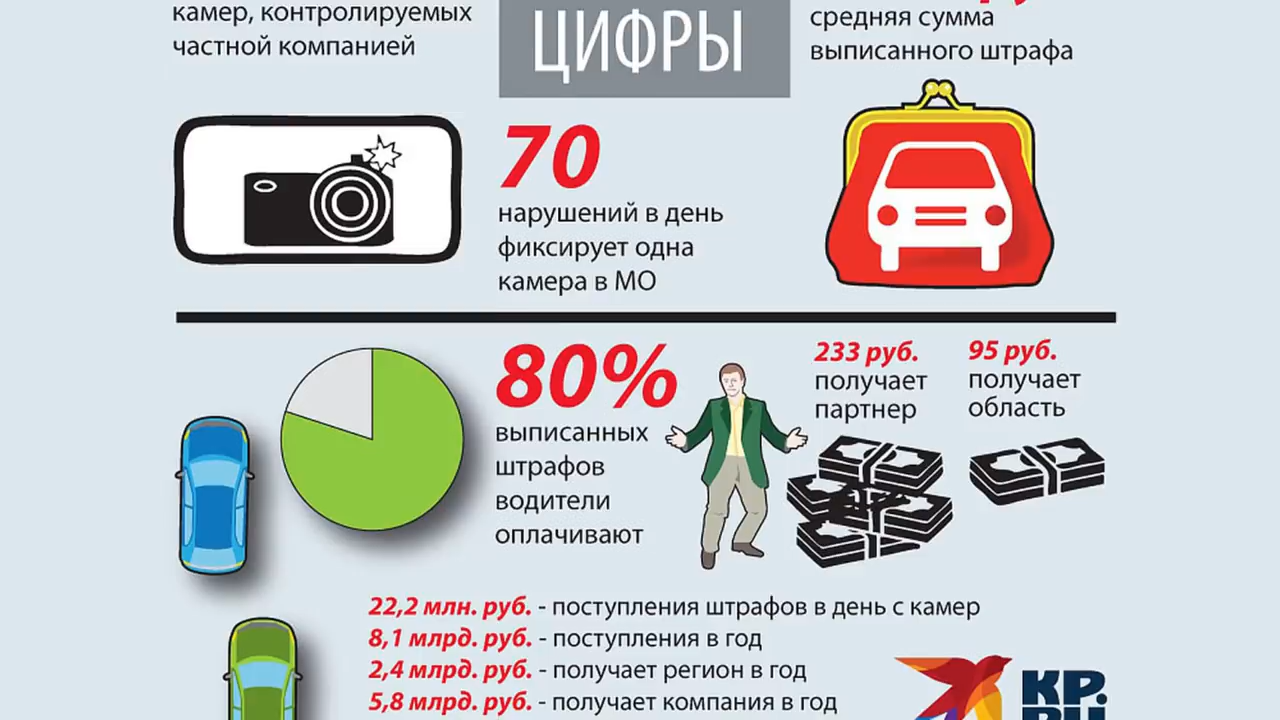 камер, контролируемых
частной компанией
ЦИФРЫ
средняя сумма
выписанного штрафа
70
нарушений в день
фиксирует одна
камера в МО
80%
выписанных
штрафов
водители
оплачивают
233 руб.
получает
партнер
95 руб.
получает
область
22,2 млн. руб. - поступления штрафов в день с камер
8,1 млрд. руб. - поступления в год
2,4 млрд. руб. - получает регион в год
5,8 млрд. руб. - получает компания в год
KP.
RU